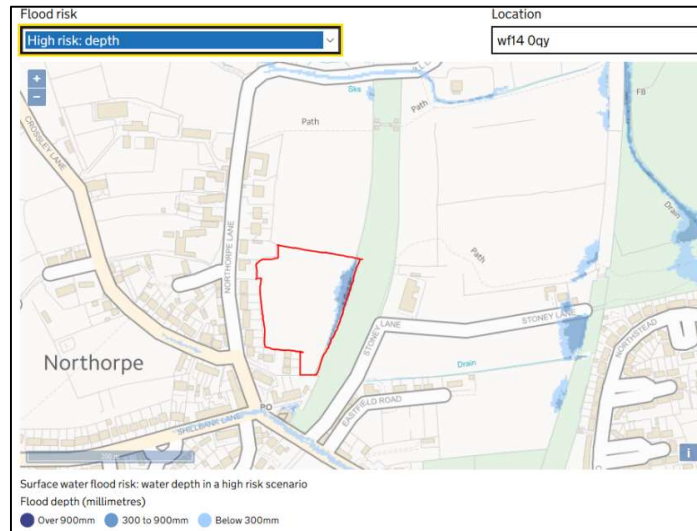 Flood risk
Location
High risk: depth
wf14 0qy
+
−
Sks
Path
Path
FB
CROSSLEY LANE
NORTHORPE LANE
Drain
Path
STONEY LANE
STONEY LANE
NORTHSTEAD
Northorpe
Drain
PO
EASTFIELD ROAD
SHILLBANK LANE
i
Surface water flood risk: water depth in a high risk scenario
Flood depth (millimetres)
Over 900mm 300 to 900mm Below 300mm